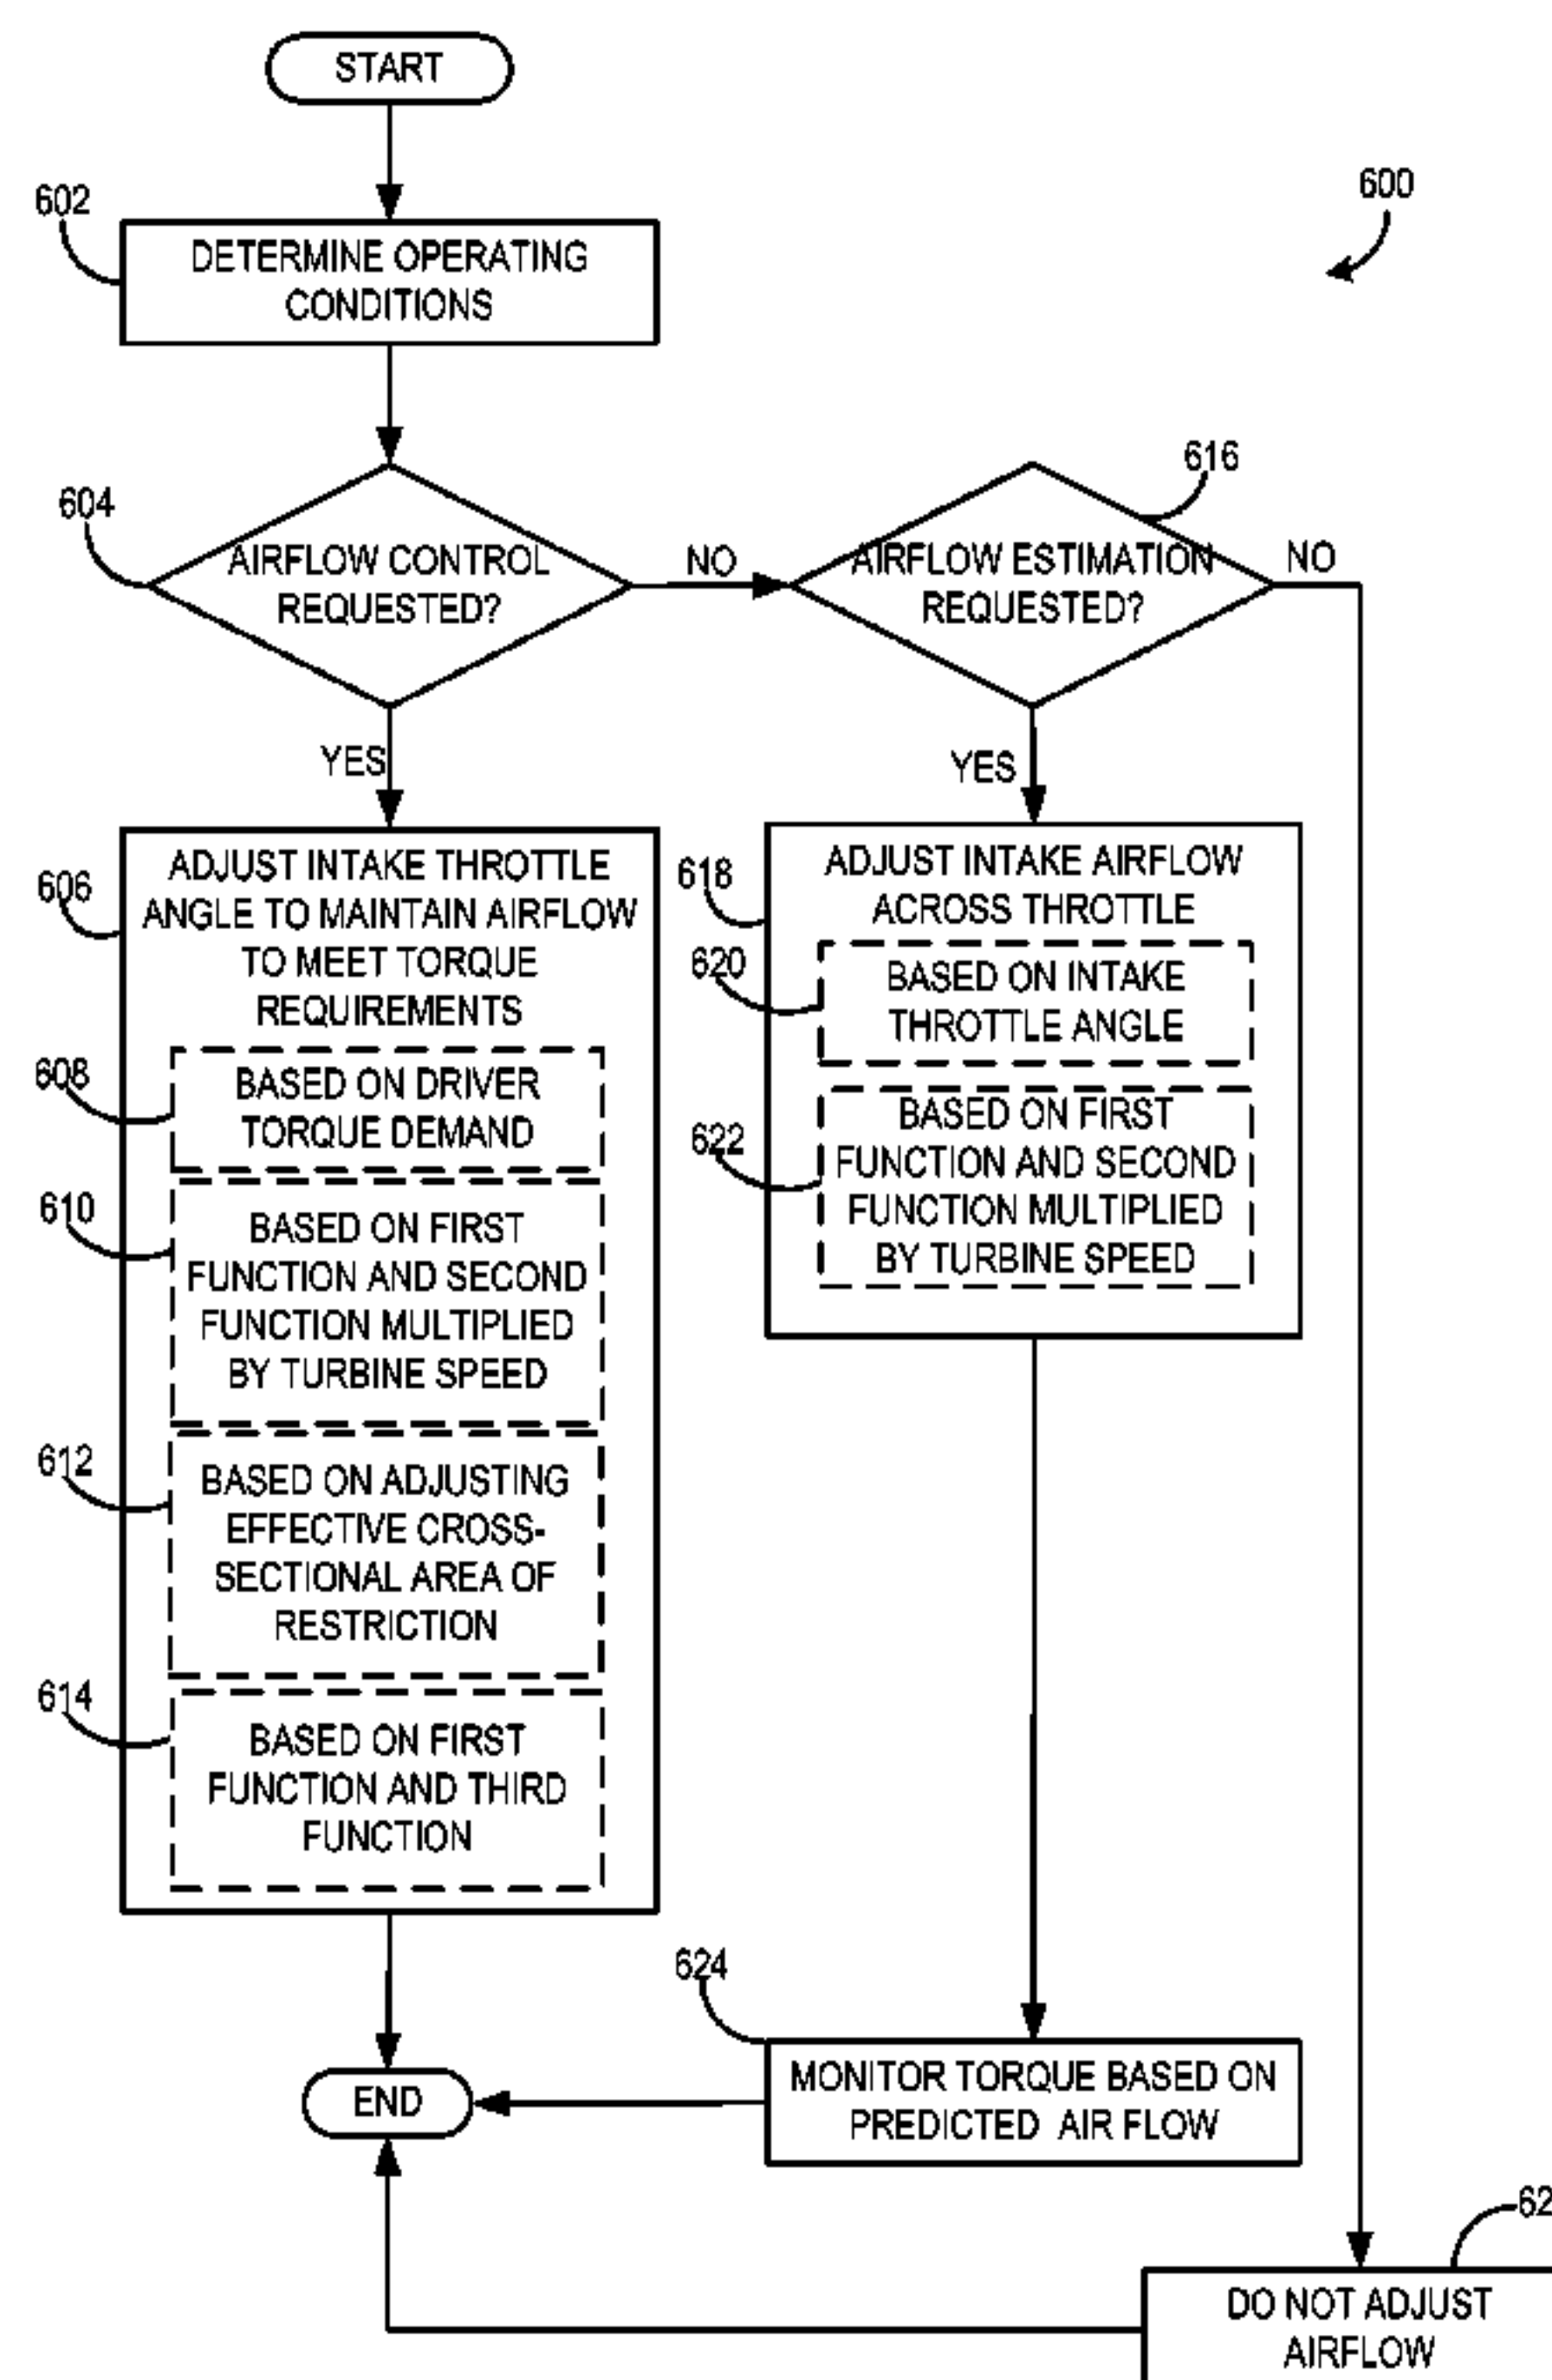 START
600
602
DETERMINE OPERATING
CONDITIONS
604
AIRFLOW CONTROL
REQUESTED?
NO
616
AIRFLOW ESTIMATION
REQUESTED?
NO
YES
YES
606
ADJUST INTAKE THROTTLE
ANGLE TO MAINTAIN AIRFLOW
TO MEET TORQUE
REQUIREMENTS
608
BASED ON DRIVER
TORQUE DEMAND
610
BASED ON FIRST
FUNCTION AND SECOND
FUNCTION MULTIPLIED
BY TURBINE SPEED
612
BASED ON ADJUSTING
EFFECTIVE CROSS-
SECTIONAL AREA OF
RESTRICTION
614
BASED ON FIRST
FUNCTION AND THIRD
FUNCTION
618
ADJUST INTAKE AIRFLOW
ACROSS THROTTLE
620
BASED ON INTAKE
THROTTLE ANGLE
622
BASED ON FIRST
FUNCTION AND SECOND
FUNCTION MULTIPLIED
BY TURBINE SPEED
624
MONITOR TORQUE BASED ON
PREDICTED AIR FLOW
END
DO NOT ADJUST
AIRFLOW